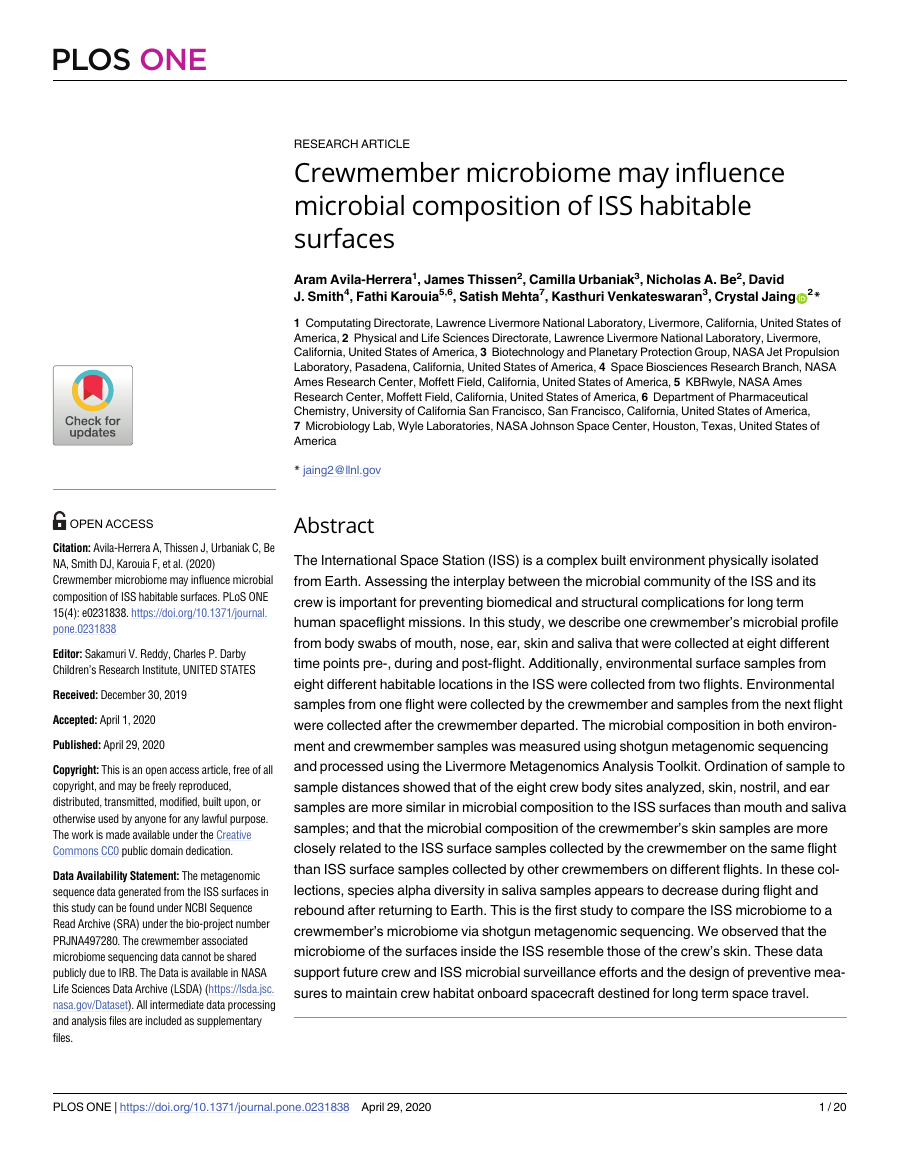 PLOS ONE
RESEARCH ARTICLE
Crewmember microbiome may influence
microbial composition of ISS habitable
surfaces
Aram Avila-Herrera1, James Thissen2, Camilla Urbaniak3, Nicholas A. Be2, David
J. Smith4, Fathi Karouia5,6, Satish Mehta7, Kasthuri Venkateswaran3, Crystal Jaing iD 2*
1 Computating Directorate, Lawrence Livermore National Laboratory, Livermore, California, United States of
America, 2 Physical and Life Sciences Directorate, Lawrence Livermore National Laboratory, Livermore,
California, United States of America, 3 Biotechnology and Planetary Protection Group, NASA Jet Propulsion
Laboratory, Pasadena, California, United States of America, 4 Space Biosciences Research Branch, NASA
Ames Research Center, Moffett Field, California, United States of America, 5 KBRwyle, NASA Ames
Research Center, Moffett Field, California, United States of America, 6 Department of Pharmaceutical
Chemistry, University of California San Francisco, San Francisco, California, United States of America,
7 Microbiology Lab, Wyle Laboratories, NASA Johnson Space Center, Houston, Texas, United States of
America
* jaing2@llnl.gov
Check for
updates
OPEN ACCESS
Citation: Avila-Herrera A, Thissen J, Urbaniak C, Be
NA, Smith DJ, Karouia F, et al. (2020)
Crewmember microbiome may influence microbial
composition of ISS habitable surfaces. PLoS ONE
15(4): e0231838. https://doi.org/10.1371/journal.
pone.0231838
Editor: Sakamuri V. Reddy, Charles P. Darby
Children's Research Institute, UNITED STATES
Received: December 30, 2019
Accepted: April 1, 2020
Published: April 29, 2020
Copyright: This is an open access article, free of all
copyright, and may be freely reproduced,
distributed, transmitted, modified, built upon, or
otherwise used by anyone for any lawful purpose.
The work is made available under the Creative
Commons CC0 public domain dedication.
Data Availability Statement: The metagenomic
sequence data generated from the ISS surfaces in
this study can be found under NCBI Sequence
Read Archive (SRA) under the bio-project number
PRJNA497280. The crewmember associated
microbiome sequencing data cannot be shared
publicly due to IRB. The Data is available in NASA
Life Sciences Data Archive (LSDA) (https://lsda.jsc.
nasa.gov/Dataset). All intermediate data processing
and analysis files are included as supplementary
files.
Abstract
The International Space Station (ISS) is a complex built environment physically isolated
from Earth. Assessing the interplay between the microbial community of the ISS and its
crew is important for preventing biomedical and structural complications for long term
human spaceflight missions. In this study, we describe one crewmember's microbial profile
from body swabs of mouth, nose, ear, skin and saliva that were collected at eight different
time points pre-, during and post-flight. Additionally, environmental surface samples from
eight different habitable locations in the ISS were collected from two flights. Environmental
samples from one flight were collected by the crewmember and samples from the next flight
were collected after the crewmember departed. The microbial composition in both environ-
ment and crewmember samples was measured using shotgun metagenomic sequencing
and processed using the Livermore Metagenomics Analysis Toolkit. Ordination of sample to
sample distances showed that of the eight crew body sites analyzed, skin, nostril, and ear
samples are more similar in microbial composition to the ISS surfaces than mouth and saliva
samples; and that the microbial composition of the crewmember's skin samples are more
closely related to the ISS surface samples collected by the crewmember on the same flight
than ISS surface samples collected by other crewmembers on different flights. In these col-
lections, species alpha diversity in saliva samples appears to decrease during flight and
rebound after returning to Earth. This is the first study to compare the ISS microbiome to a
crewmember's microbiome via shotgun metagenomic sequencing. We observed that the
microbiome of the surfaces inside the ISS resemble those of the crew's skin. These data
support future crew and ISS microbial surveillance efforts and the design of preventive mea-
sures to maintain crew habitat onboard spacecraft destined for long term space travel.
PLOS ONE | https://doi.org/10.1371/journal.pone.0231838 April 29, 2020
1 / 20